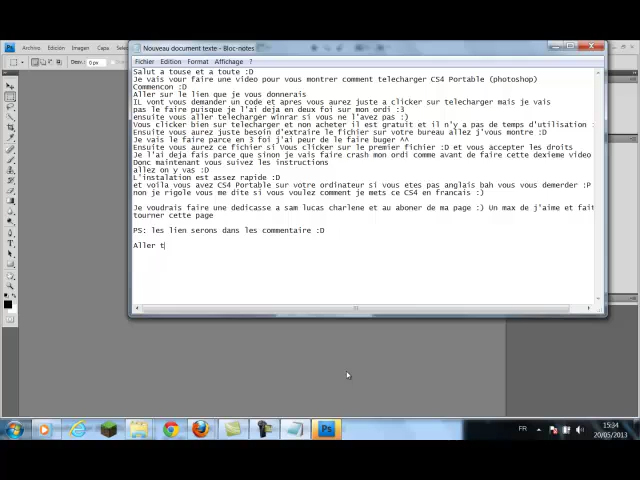 Archivo Edición Imagen Capa
Desv.: 0 px
Nouveau document texte - Bloc-notes
Fichier Edition Format Affichage ?
Salut a touse et a toute :D
Je vais vour faire une video pour vous montrer comment telecharger CS4 Portable (photoshop)
Commencon :D
Aller sur le lien que je vous donnerais
IL vont vous demander un code et apres vous aurez juste a clicker sur telecharger mais je vais
pas le faire puisque je l'ai deja en deux foi sur mon ordi :3
ensuite vous aller telecharger winrar si vous ne l'avez pas :)
Vous clicker bien sur telecharger et non acheter il est gratuit et il n'y a pas de temps d'utilisation :
Ensuite vous aurez juste besoin d'extraire le fichier sur votre bureau allez j'vous montre :D
Je vais le faire parce en 3 foi j'ai peur de le faire buger ^^
Ensuite vous aurez ce fichier si Vous clicker sur le premier fichier :D et vous accepter les droits
Je l'ai deja fais parce que sinon je vais faire crash mon ordi comme avant de faire cette dexieme video
Donc maintenant vous suivez les instructions
allez on y vas :D
L'instalation est assez rapide :D
et voila vous avez CS4 Portable sur votre ordinateur si vous etes pas anglais bah vous vous demerder :P
non je rigole vous me dite si vous voulez comment je mets ce CS4 en francais :)
Je voudrais faire une dedicasse a sam lucas charlene et au aboner de ma page :) Un max de j'aime et fait
tourner cette page
PS: les lien serons dans les commentaire :D
Aller t
FR
15:34
20/05/2013